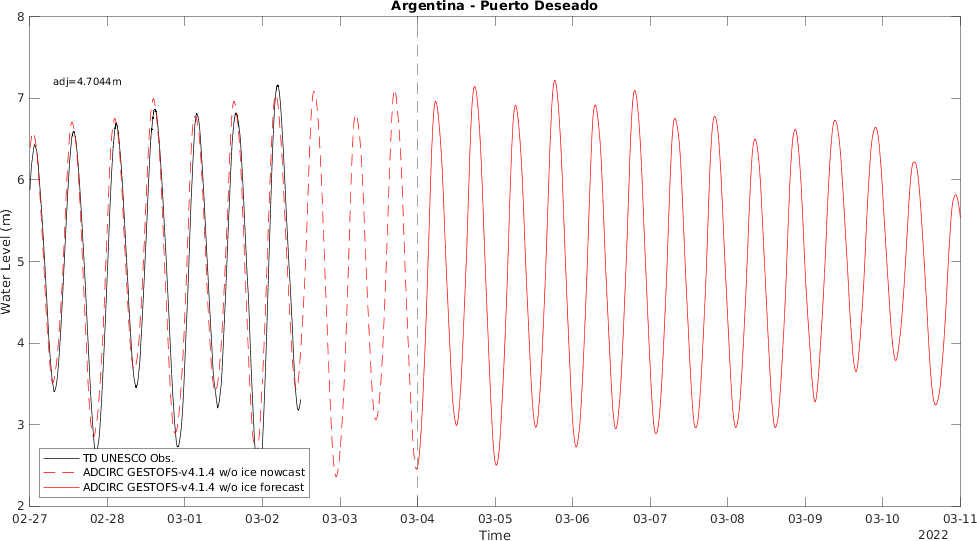 Argentina - Puerto Deseado
8
7
6
5
4
3
2
Water Level (m)
adj=4.7044m
TD UNESCO Obs.
ADCIRC GESTOFS-v4.1.4 w/o ice nowcast
ADCIRC GESTOFS-v4.1.4 w/o ice forecast
02-27 02-28 03-01 03-02 03-03 03-04 03-05 03-06 03-07 03-08 03-09 03-10 03-11
Time
2022